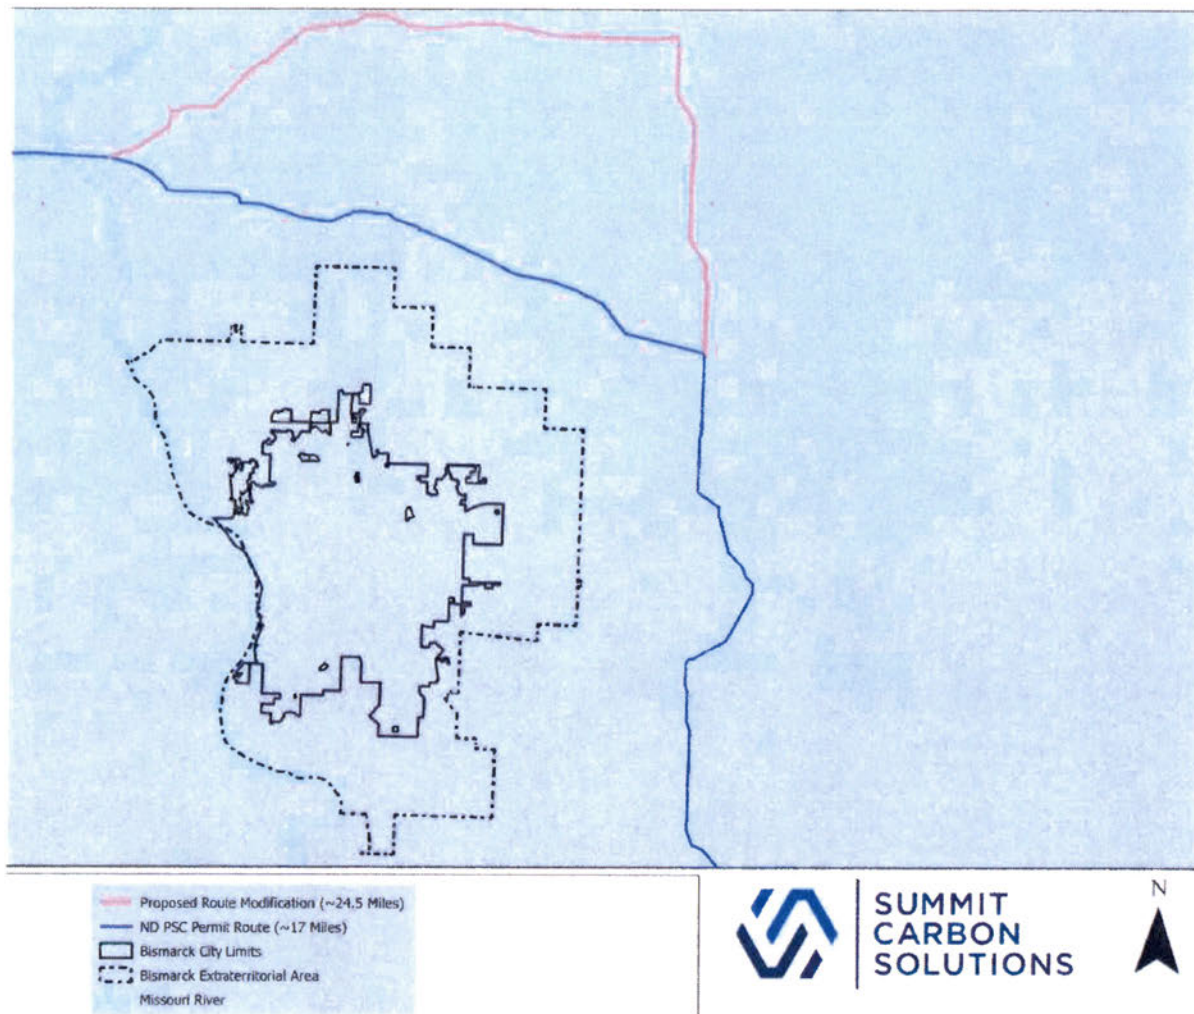 Proposed Route Modification (~24.5 Miles)
ND PSC Permit Route (~17 Miles)
Bismarck City Limits
Bismarck Extraterritorial Area
Missouri River
SUMMIT
CARBON
SOLUTIONS
N